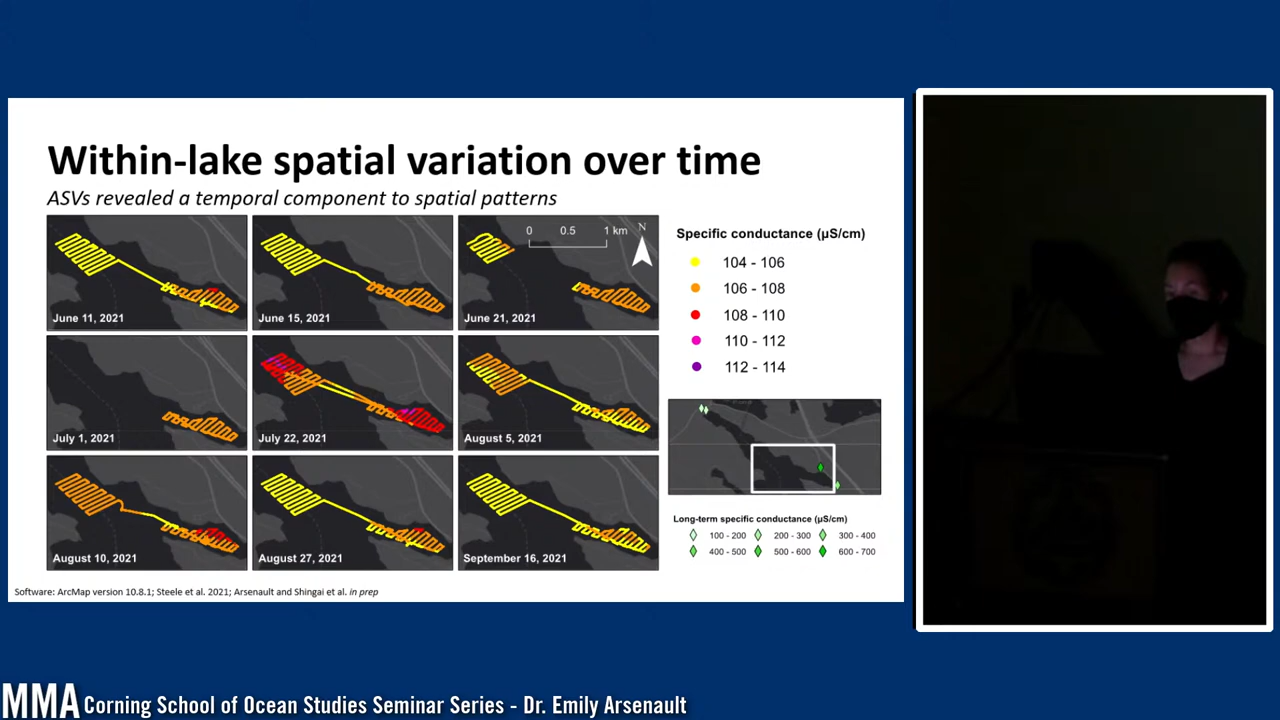 Within-lake spatial variation over time
ASVs revealed a temporal component to spatial patterns
June 11, 2021
June 15, 2021
0 0.5 1 km N
June 21, 2021
July 1, 2021
July 22, 2021
August 5, 2021
August 10, 2021
August 27, 2021
September 16, 2021
Specific conductance (µS/cm)
104 - 106
106 - 108
108 - 110
110 - 112
112 - 114
Long-term specific conductance (µS/cm)
100 - 200 200 - 300 300 - 400
400 - 500 500 - 600 600 - 700
Software: ArcMap version 10.8.1; Steele et al. 2021; Arsenault and Shingai et al. in prep
MMA Corning School of Ocean Studies Seminar Series - Dr. Emily Arsenault